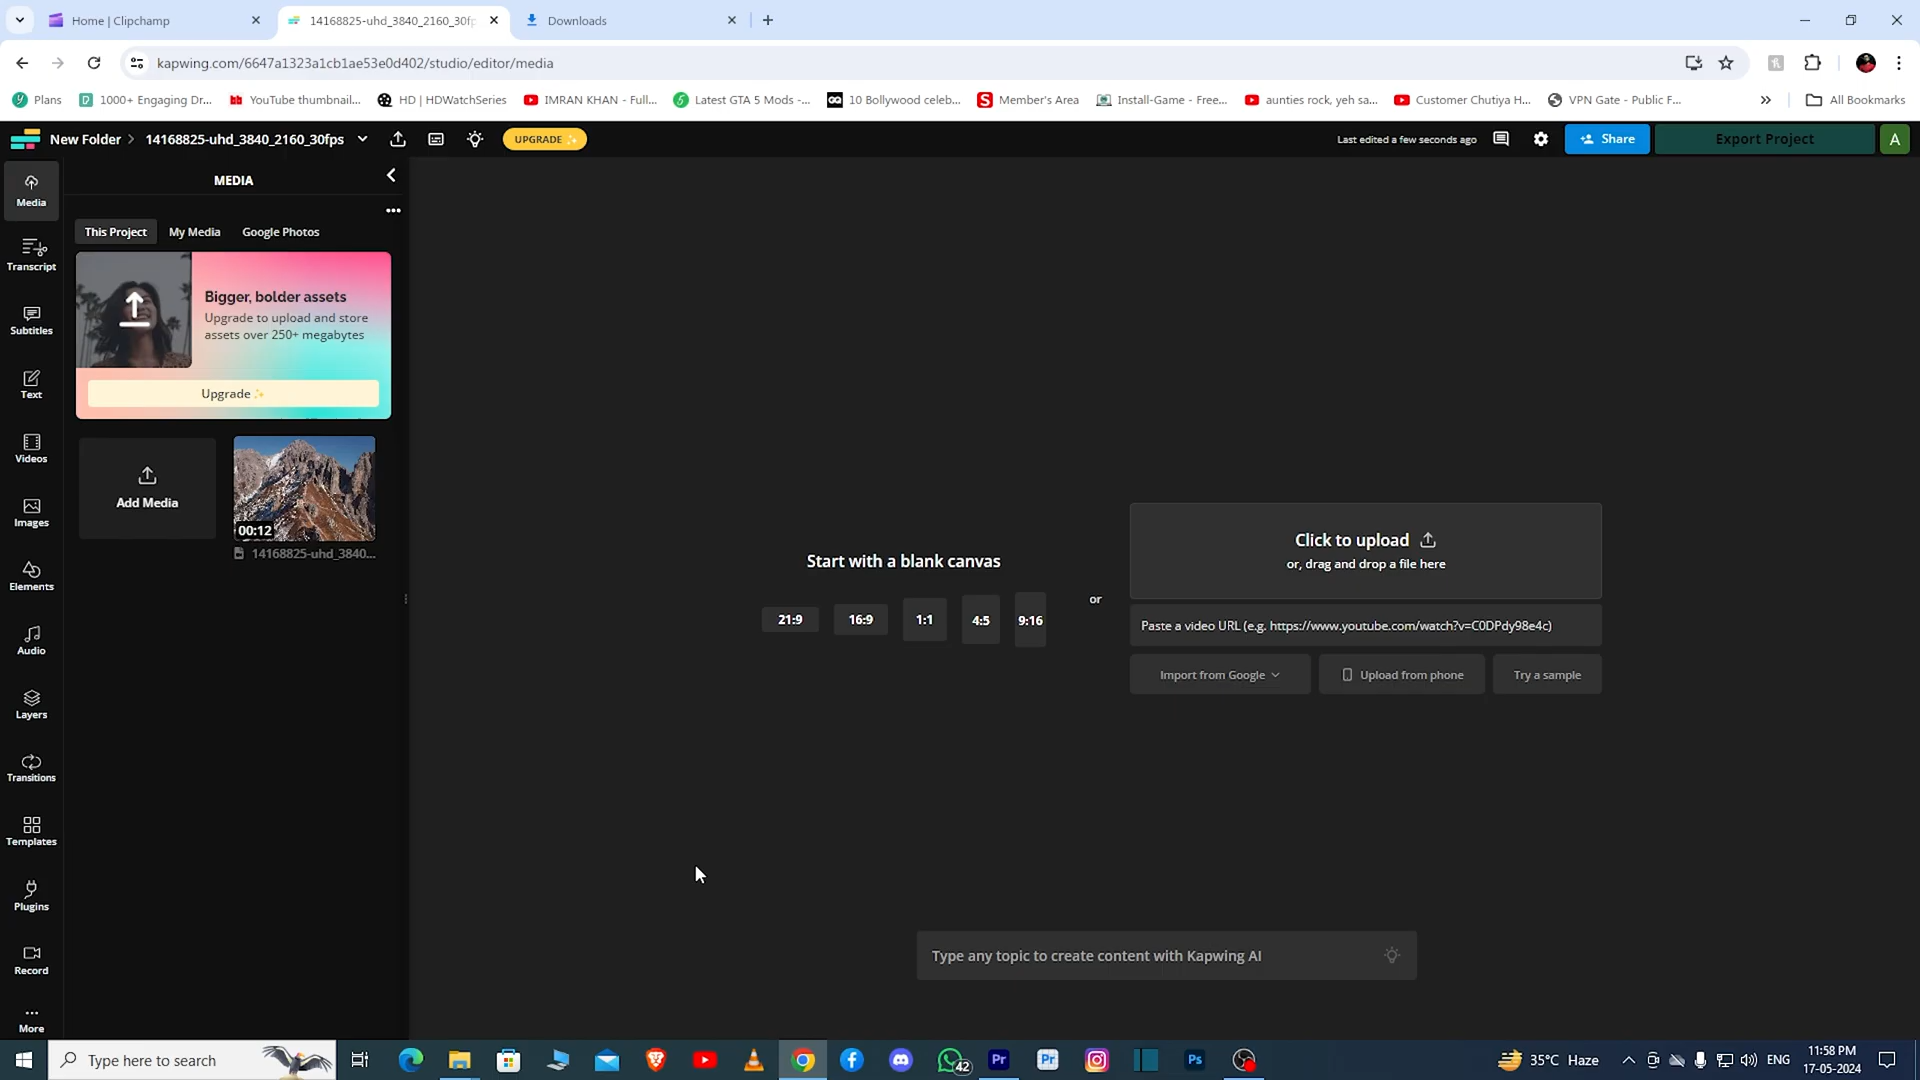 Home | Clipchamp
14168825-uhd_3840_2160_30fp
Downloads
kapwing.com/6647a1323a1cb1ae53e0d402/studio/editor/media
Plans
1000+ Engaging Dr...
YouTube thumbnail...
HD | HDWatchSeries
IMRAN KHAN - Full...
Latest GTA 5 Mods -...
10 Bollywood celeb...
Member's Area
Install-Game - Free...
aunties rock, yeh sa...
Customer Chutiya H...
VPN Gate - Public F...
»
All Bookmarks
New Folder > 14168825-uhd_3840_2160_30fps
UPGRADE
Last edited a few seconds ago
Share
Export Project
A
Media
Transcript
Subtitles
Text
Videos
Images
Elements
Audio
Layers
Transitions
Templates
Plugins
Record
More
MEDIA
This Project
My Media
Google Photos
Bigger, bolder assets
Upgrade to upload and store
assets over 250+ megabytes
Upgrade ✨
Add Media
00:12
14168825-uhd_3840...
Start with a blank canvas
21:9
16:9
1:1
4:5
9:16
or
Click to upload
or, drag and drop a file here
Paste a video URL (e.g. https://www.youtube.com/watch?v=C0DPdy98e4c)
Import from Google
Upload from phone
Try a sample
Type any topic to create content with Kapwing AI
Type here to search
42
Pr
Pr
Ps
35°C Haze
ENG
11:58 PM
17-05-2024